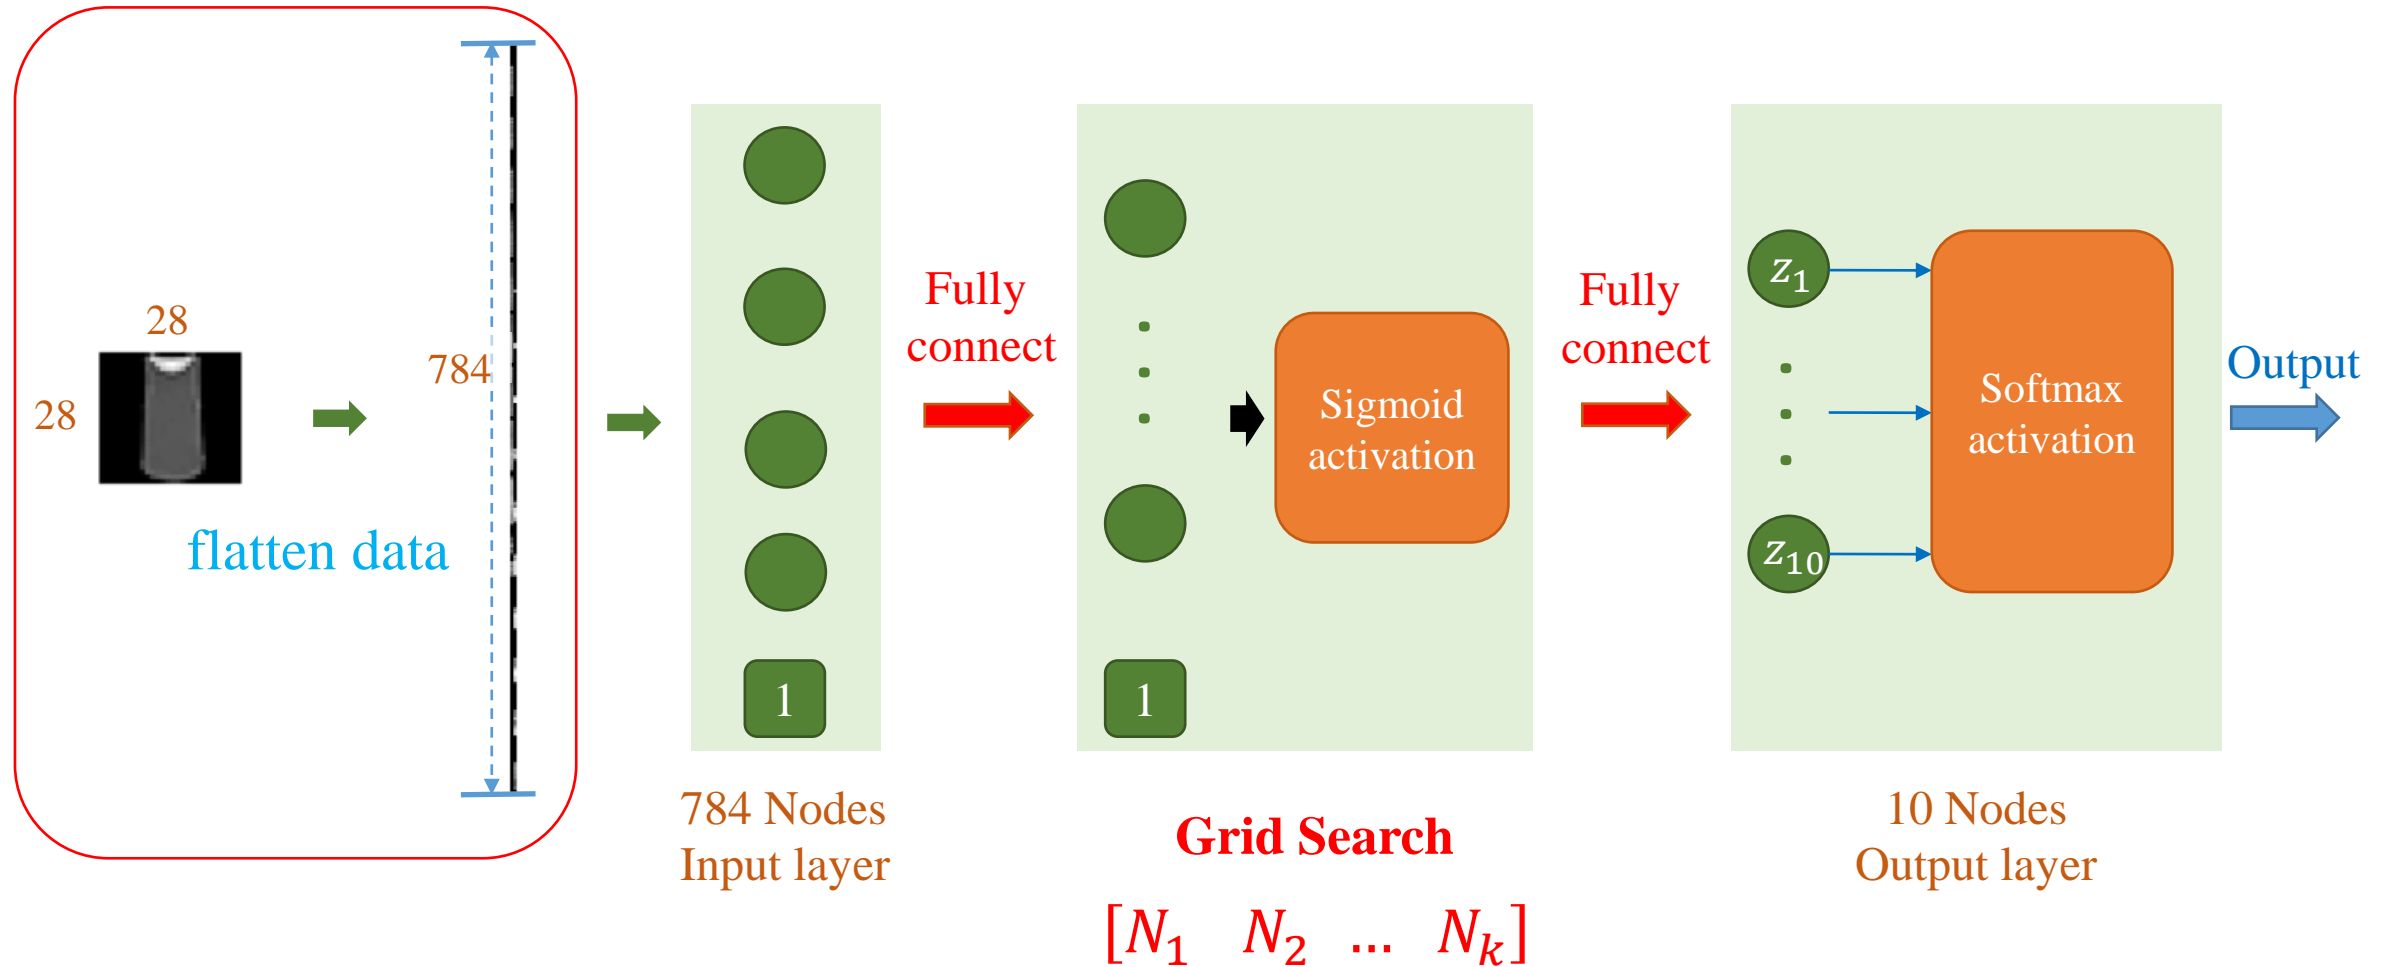 28
28
784
flatten data
1
784 Nodes
Input layer
Fully
connect
Sigmoid
activation
1
Grid Search
[N₁ N₂ ... Nₖ]
Fully
connect
z₁
z₁₀
Softmax
activation
10 Nodes
Output layer
Output